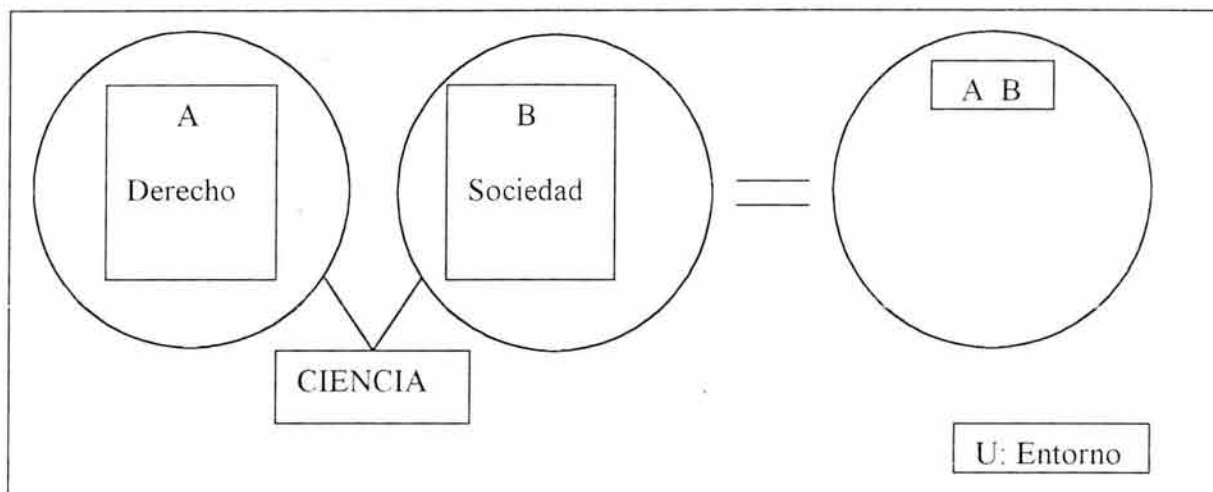 A
Derecho
B
Sociedad
A B
CIENCIA
U: Entorno